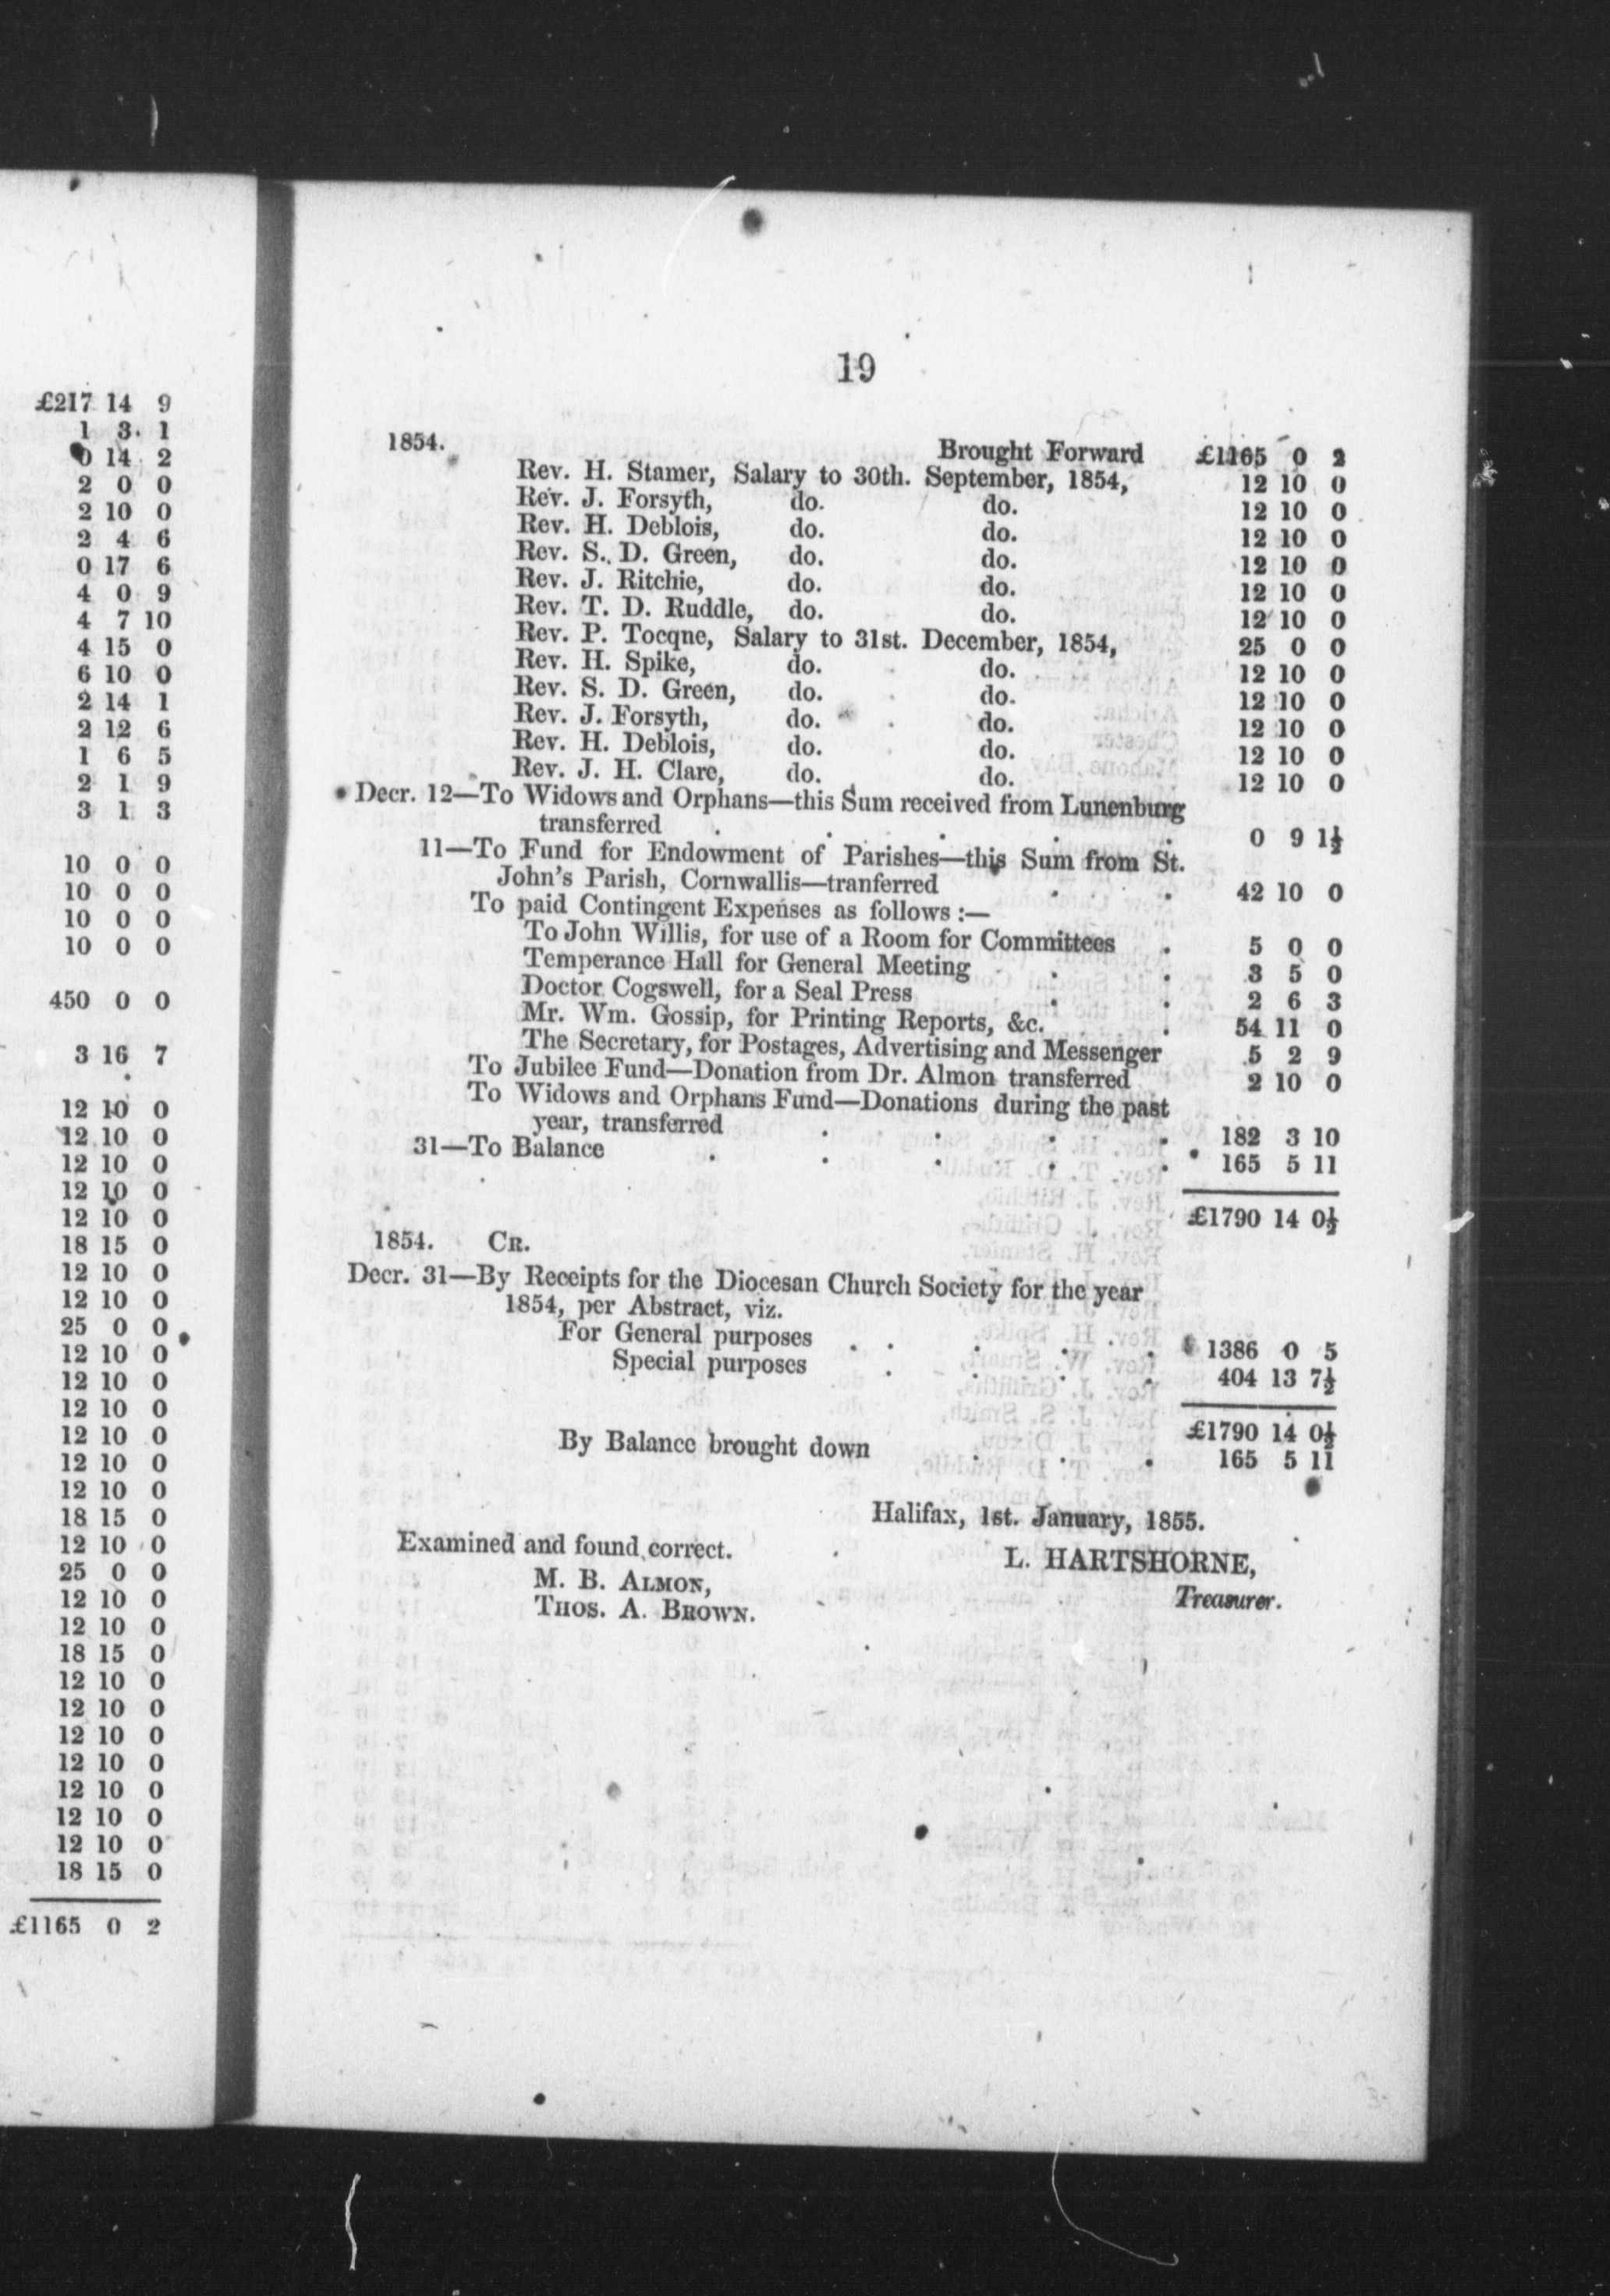 £217 14 9
1 3 1
0 14 2
2 0 0
2 10 0
2 4 6
0 17 6
4 0 9
4 7 10
4 15 0
6 10 0
2 14 1
2 12 6
1 6 5
2 1 9
3 1 3
10 0 0
10 0 0
10 0 0
10 0 0
450 0 0
3 16 7
12 10 0
12 10 0
12 10 0
12 10 0
12 10 0
18 15 0
12 10 0
12 10 0
25 0 0
12 10 0
12 10 0
12 10 0
12 10 0
12 10 0
12 10 0
18 15 0
12 10 0
25 0 0
12 10 0
12 10 0
18 15 0
12 10 0
12 10 0
12 10 0
12 10 0
12 10 0
12 10 0
12 10 0
18 15 0
£1165 0 2
19
1854. Brought Forward £1165 0 2
Rev. H. Stamer, Salary to 30th. September, 1854, 12 10 0
Rev. J. Forsyth, do. do. 12 10 0
Rev. H. Deblois, do. do. 12 10 0
Rev. S. D. Green, do. do. 12 10 0
Rev. J. Ritchie, do. do. 12 10 0
Rev. T. D. Ruddle, do. do. 12 10 0
Rev. P. Tocqne, Salary to 31st. December, 1854, 25 0 0
Rev. H. Spike, do. do. 12 10 0
Rev. S. D. Green, do. do. 12 10 0
Rev. J. Forsyth, do. do. 12 10 0
Rev. H. Deblois, do. do. 12 10 0
Rev. J. H. Clare, do. do. 12 10 0
Decr. 12—To Widows and Orphans—this Sum received from Lunenburg
transferred . . . . . 0 9 1½
11—To Fund for Endowment of Parishes—this Sum from St.
John's Parish, Cornwallis—tranferred . . 42 10 0
To paid Contingent Expenses as follows :—
To John Willis, for use of a Room for Committees . 5 0 0
Temperance Hall for General Meeting . . 3 5 0
Doctor Cogswell, for a Seal Press . . 2 6 3
Mr. Wm. Gossip, for Printing Reports, &c. . 54 11 0
The Secretary, for Postages, Advertising and Messenger 5 2 9
To Jubilee Fund—Donation from Dr. Almon transferred 2 10 0
To Widows and Orphans Fund—Donations during the past
year, transferred . . . . 182 3 10
31—To Balance . . . . . 165 5 11
£1790 14 0½
1854. CR.
Decr. 31—By Receipts for the Diocesan Church Society for the year
1854, per Abstract, viz.
For General purposes . . . . . 1386 0 5
Special purposes . . . . 404 13 7½
£1790 14 0½
By Balance brought down . . . 165 5 11
Halifax, 1st. January, 1855.
Examined and found correct.
L. HARTSHORNE,
M. B. ALMON,
Treasurer.
THOS. A. BROWN.